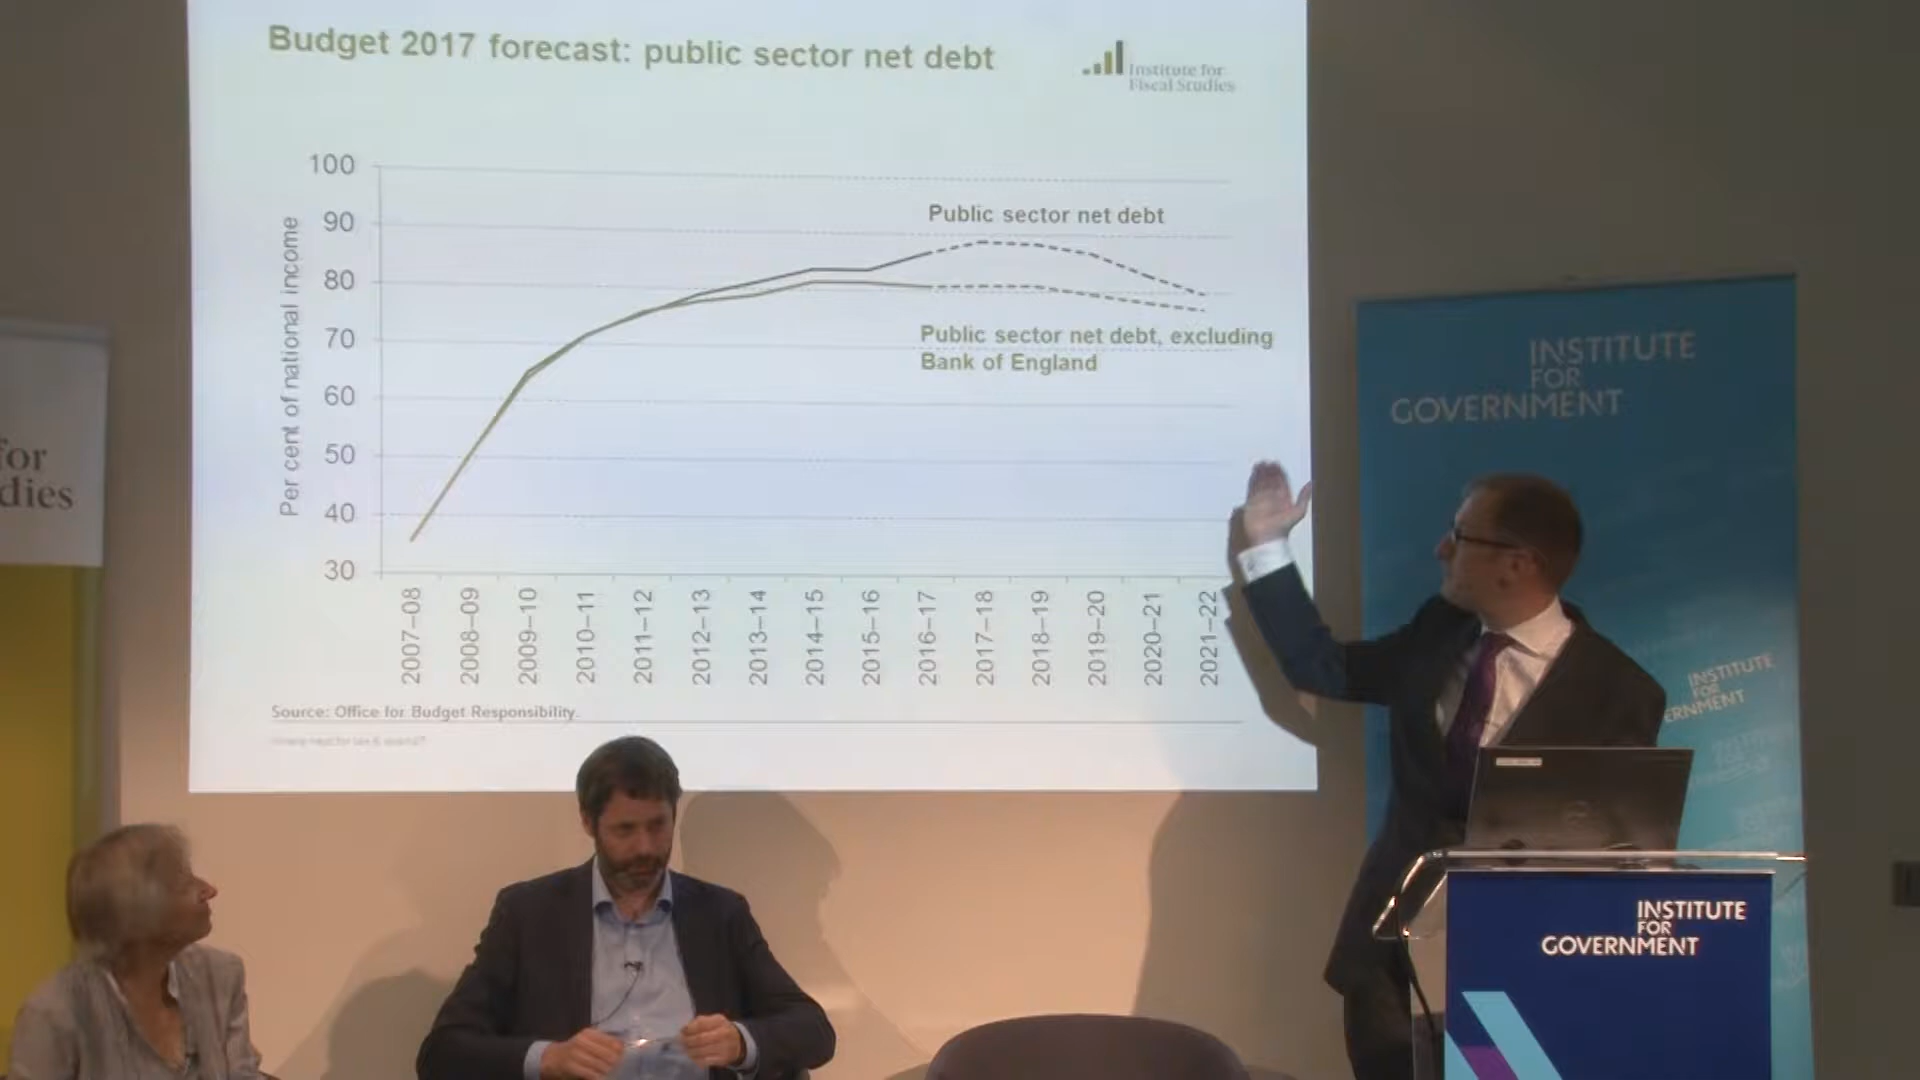 Budget 2017 forecast: public sector net debt
Institute for
Fiscal Studies
Per cent of national income
100
90
80
70
60
50
40
30
Public sector net debt
Public sector net debt, excluding
Bank of England
2007–08
2008–09
2009–10
2010–11
2011–12
2012–13
2013–14
2014–15
2015–16
2016–17
2017–18
2018–19
2019–20
2020–21
2021–22
Source: Office for Budget Responsibility.
for
dies
INSTITUTE
FOR
GOVERNMENT
INSTITUTE
FOR
ERNMENT
INSTITUTE
FOR
GOVERNMENT